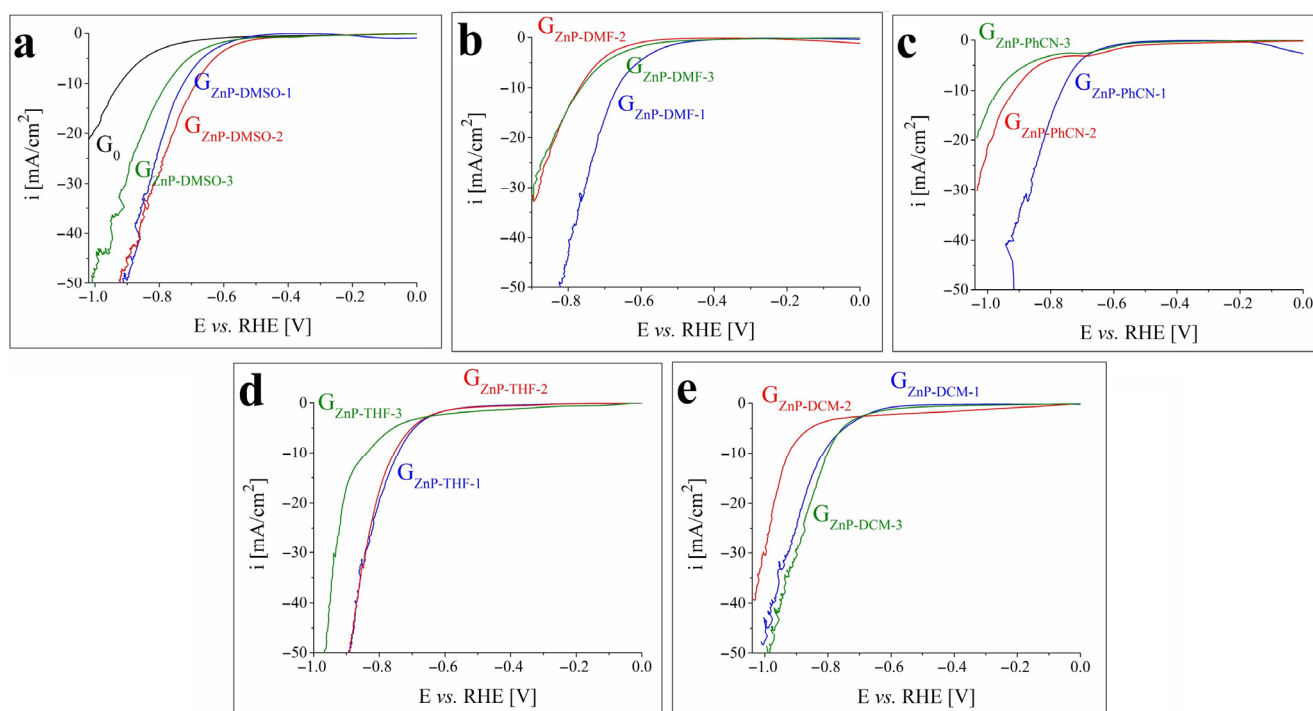 a
G0
GZnP-DMSO-1
GZnP-DMSO-2
GZnP-DMSO-3
0
−10
−20
−30
−40
−50
i [mA/cm²]
−1.0 −0.8 −0.6 −0.4 −0.2 0.0
E vs. RHE [V]
b
GZnP-DMF-2
GZnP-DMF-3
GZnP-DMF-1
0
−10
−20
−30
−40
−50
i [mA/cm²]
−0.8 −0.6 −0.4 −0.2 0.0
E vs. RHE [V]
c
GZnP-PhCN-3
GZnP-PhCN-1
GZnP-PhCN-2
0
−10
−20
−30
−40
−50
i [mA/cm²]
−1.0 −0.8 −0.6 −0.4 −0.2 0.0
E vs. RHE [V]
d
GZnP-THF-2
GZnP-THF-3
GZnP-THF-1
0
−10
−20
−30
−40
−50
i [mA/cm²]
−1.0 −0.8 −0.6 −0.4 −0.2 0.0
E vs. RHE [V]
e
GZnP-DCM-1
GZnP-DCM-2
GZnP-DCM-3
0
−10
−20
−30
−40
−50
i [mA/cm²]
−1.0 −0.8 −0.6 −0.4 −0.2 0.0
E vs. RHE [V]